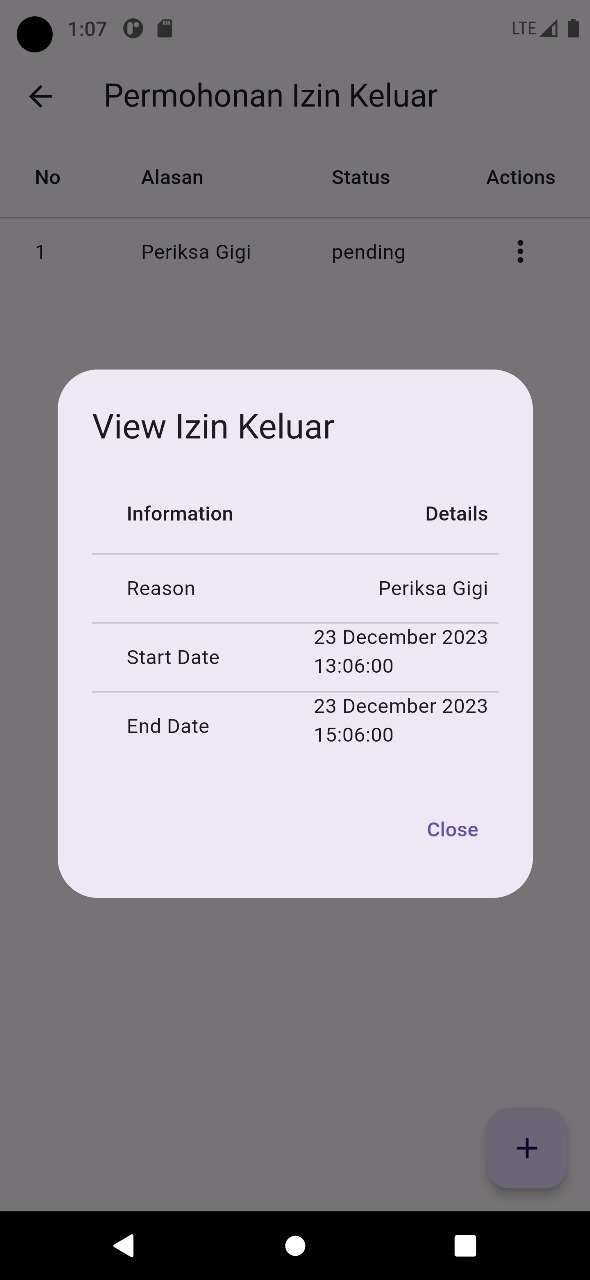 1:07 LTE
Permohonan Izin Keluar
No Alasan Status Actions
1 Periksa Gigi pending
View Izin Keluar
Information Details
Reason Periksa Gigi
Start Date 23 December 2023
13:06:00
End Date 23 December 2023
15:06:00
Close